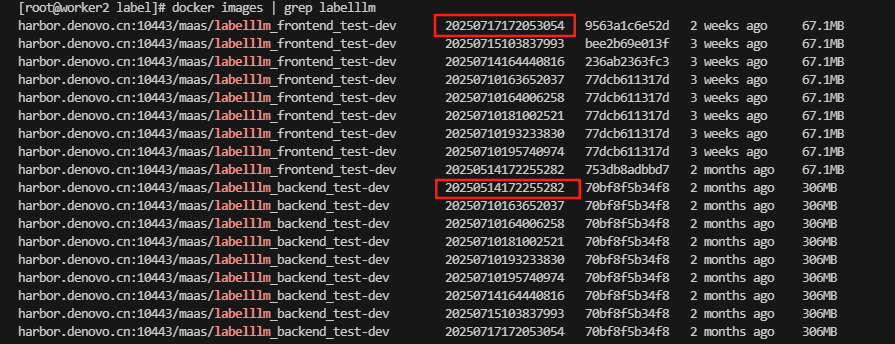 [root@worker2 label]# docker images | grep labelllm
harbor.denovo.cn:10443/maas/labelllm_frontend_test-dev 20250717172053054 9563a1c6e52d 2 weeks ago 67.1MB
harbor.denovo.cn:10443/maas/labelllm_frontend_test-dev 20250715103837993 bee2b69e013f 3 weeks ago 67.1MB
harbor.denovo.cn:10443/maas/labelllm_frontend_test-dev 20250714164440816 236ab2363fc3 3 weeks ago 67.1MB
harbor.denovo.cn:10443/maas/labelllm_frontend_test-dev 20250710163652037 77dcb611317d 3 weeks ago 67.1MB
harbor.denovo.cn:10443/maas/labelllm_frontend_test-dev 20250710164006258 77dcb611317d 3 weeks ago 67.1MB
harbor.denovo.cn:10443/maas/labelllm_frontend_test-dev 20250710181002521 77dcb611317d 3 weeks ago 67.1MB
harbor.denovo.cn:10443/maas/labelllm_frontend_test-dev 20250710193233830 77dcb611317d 3 weeks ago 67.1MB
harbor.denovo.cn:10443/maas/labelllm_frontend_test-dev 20250710195740974 77dcb611317d 3 weeks ago 67.1MB
harbor.denovo.cn:10443/maas/labelllm_frontend_test-dev 20250514172255282 753db8adbbd7 2 months ago 67.1MB
harbor.denovo.cn:10443/maas/labelllm_backend_test-dev 20250514172255282 70bf8f5b34f8 2 months ago 306MB
harbor.denovo.cn:10443/maas/labelllm_backend_test-dev 20250710163652037 70bf8f5b34f8 2 months ago 306MB
harbor.denovo.cn:10443/maas/labelllm_backend_test-dev 20250710164006258 70bf8f5b34f8 2 months ago 306MB
harbor.denovo.cn:10443/maas/labelllm_backend_test-dev 20250710181002521 70bf8f5b34f8 2 months ago 306MB
harbor.denovo.cn:10443/maas/labelllm_backend_test-dev 20250710193233830 70bf8f5b34f8 2 months ago 306MB
harbor.denovo.cn:10443/maas/labelllm_backend_test-dev 20250710195740974 70bf8f5b34f8 2 months ago 306MB
harbor.denovo.cn:10443/maas/labelllm_backend_test-dev 20250714164440816 70bf8f5b34f8 2 months ago 306MB
harbor.denovo.cn:10443/maas/labelllm_backend_test-dev 20250715103837993 70bf8f5b34f8 2 months ago 306MB
harbor.denovo.cn:10443/maas/labelllm_backend_test-dev 20250717172053054 70bf8f5b34f8 2 months ago 306MB